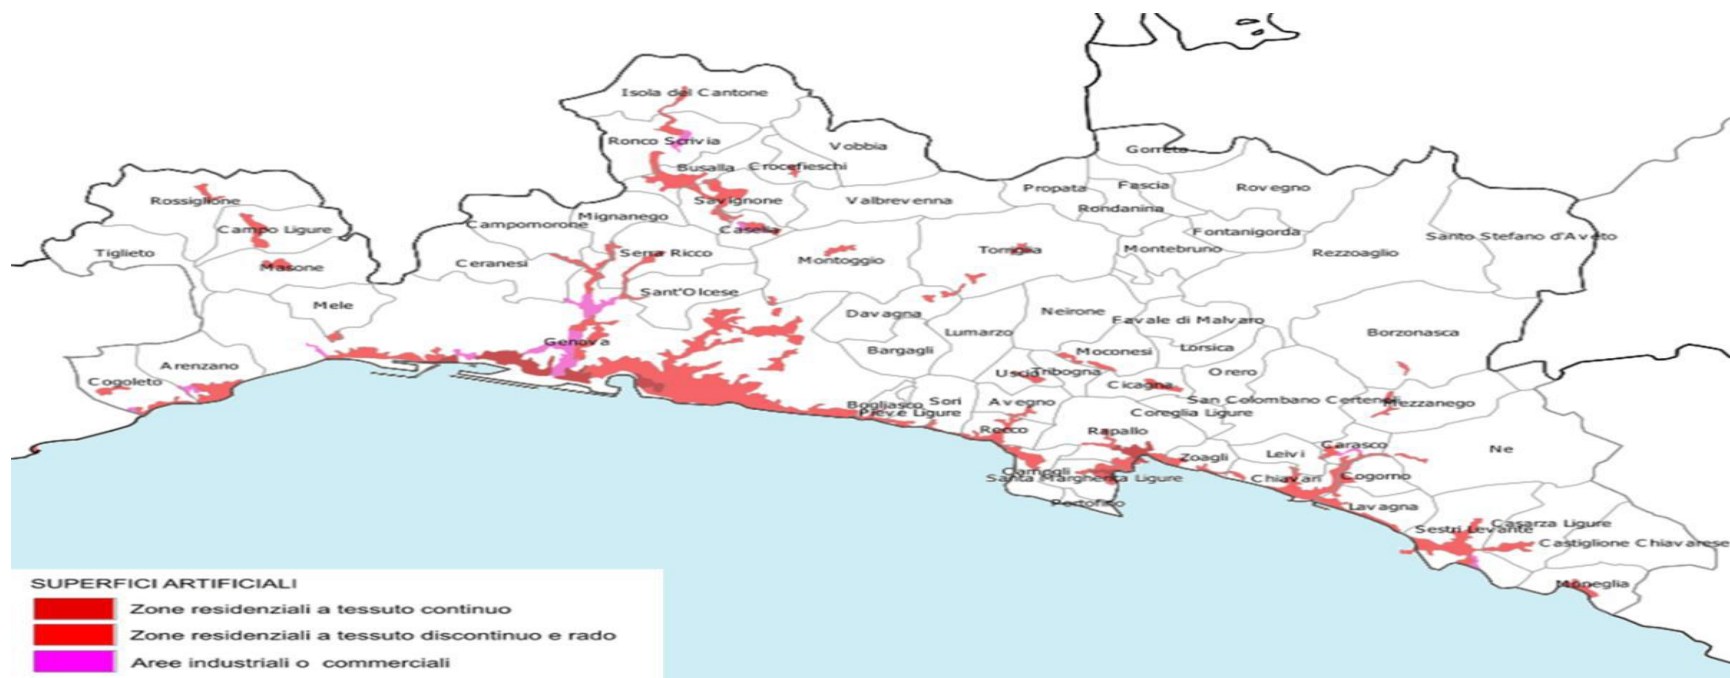 Isola del Cantone
Ronco Scrivia
Vobbia
Gorreto
Busalla
Crocefieschi
Rossiglione
Savignone
Valbrevenna
Propata
Fascia
Rovegno
Rondanina
Campo Ligure
Campomorone
Mignanego
Casella
Fontanigorda
Santo Stefano d'Aveto
Tiglieto
Masone
Ceranesi
Serra Ricco
Montoggio
Torriglia
Montebruno
Rezzoaglio
Mele
Sant'Olcese
Davagna
Neirone
Favale di Malvaro
Lumarzo
Borzonasca
Genova
Bargagli
Moconesi
Lorsica
Arenzano
Cogoleto
Uscio
Tribogna
Cicagna
Orero
Bogliasco
Sori
Avegno
San Colombano Certenoli
Mezzanego
Pieve Ligure
Coreglia Ligure
Recco
Rapallo
Carasco
Ne
Zoagli
Leivi
Camogli
Santa Margherita Ligure
Chiavari
Cogorno
Portofino
Lavagna
Sestri Levante
Casarza Ligure
Castiglione Chiavarese
Moneglia
SUPERFICI ARTIFICIALI
Zone residenziali a tessuto continuo
Zone residenziali a tessuto discontinuo e rado
Aree industriali o commerciali